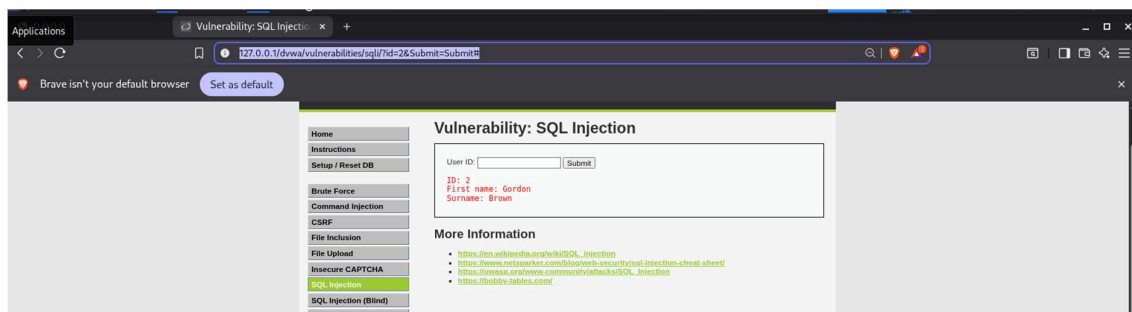 Applications
Vulnerability: SQL Injectio
127.0.0.1/dvwa/vulnerabilities/sqli/?id=2&Submit=Submit#
Brave isn't your default browser
Set as default
Home
Instructions
Setup / Reset DB
Brute Force
Command Injection
CSRF
File Inclusion
File Upload
Insecure CAPTCHA
SQL Injection
SQL Injection (Blind)
Vulnerability: SQL Injection
User ID:
Submit
ID: 2
First name: Gordon
Surname: Brown
More Information
https://en.wikipedia.org/wiki/SQL_injection
https://www.netsparker.com/blog/web-security/sql-injection-cheat-sheet/
https://owasp.org/www-community/attacks/SQL_Injection
https://bobby-tables.com/